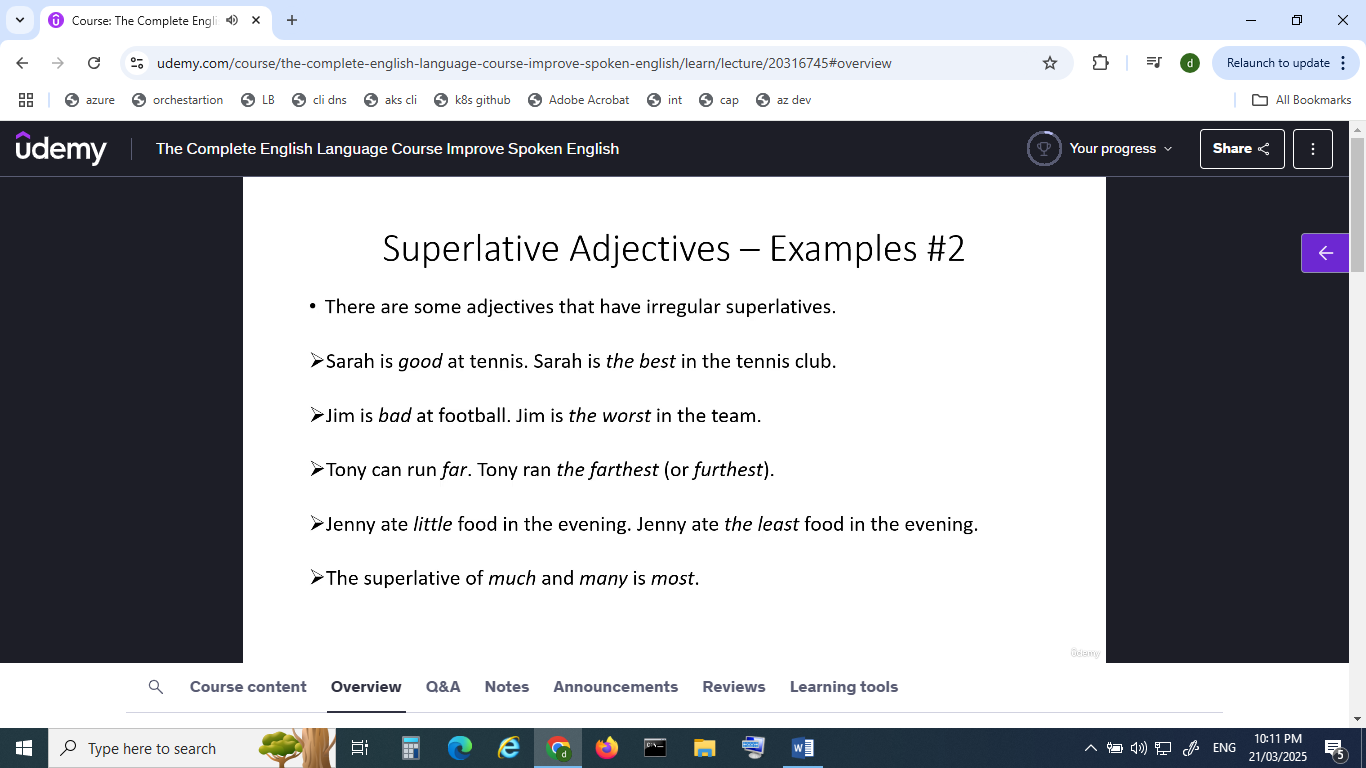 Course: The Complete Engli
udemy.com/course/the-complete-english-language-course-improve-spoken-english/learn/lecture/20316745#overview
d
Relaunch to update
azure
orchestartion
LB
cli dns
aks cli
k8s github
Adobe Acrobat
int
cap
az dev
All Bookmarks
ûdemy
The Complete English Language Course Improve Spoken English
Your progress
Share
Superlative Adjectives – Examples #2
• There are some adjectives that have irregular superlatives.
➢Sarah is good at tennis. Sarah is the best in the tennis club.
➢Jim is bad at football. Jim is the worst in the team.
➢Tony can run far. Tony ran the farthest (or furthest).
➢Jenny ate little food in the evening. Jenny ate the least food in the evening.
➢The superlative of much and many is most.
ûdemy
Course content
Overview
Q&A
Notes
Announcements
Reviews
Learning tools
Type here to search
ENG
10:11 PM
21/03/2025
5